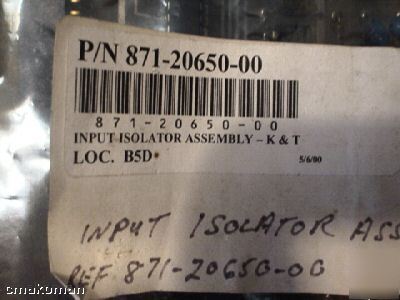 P/N 871-20650-00
871-20650-00
INPUT ISOLATOR ASSEMBLY – K & T
LOC. B5D
5/6/00
INPUT ISOLATOR ASS
REF 871-20650-00
cmakoman